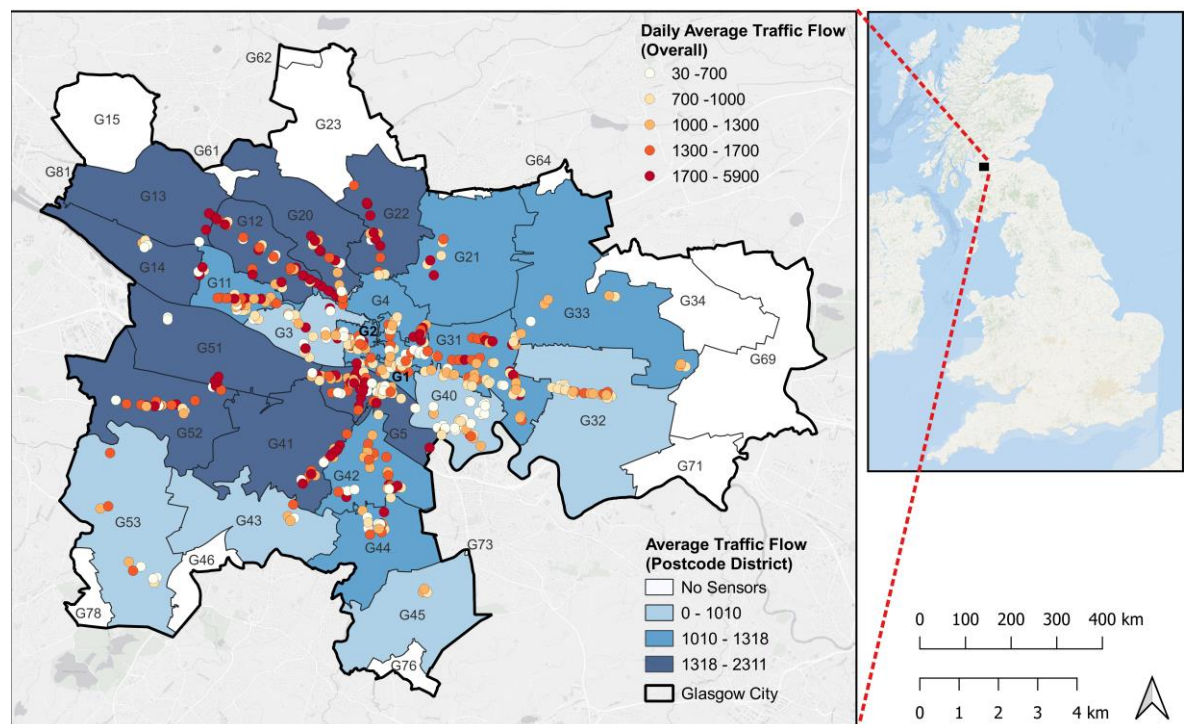 Daily Average Traffic Flow
(Overall)
30 -700
700 -1000
1000 - 1300
1300 - 1700
1700 - 5900
G62
G15
G23
G61
G64
G81
G13
G12
G20
G22
G21
G14
G11
G4
G33
G34
G3
G2
G31
G69
G51
G1
G40
G32
G52
G41
G5
G42
G71
G53
G43
G44
G73
G46
G78
G45
G76
Average Traffic Flow
(Postcode District)
No Sensors
0 - 1010
1010 - 1318
1318 - 2311
Glasgow City
0 100 200 300 400 km
0 1 2 3 4 km